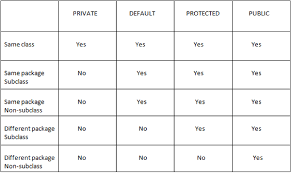 PRIVATE DEFAULT PROTECTED PUBLIC
Same class Yes Yes Yes Yes
Same package
Subclass No Yes Yes Yes
Same package
Non-subclass No Yes Yes Yes
Different package
Subclass No No Yes Yes
Different package
Non-subclass No No No Yes